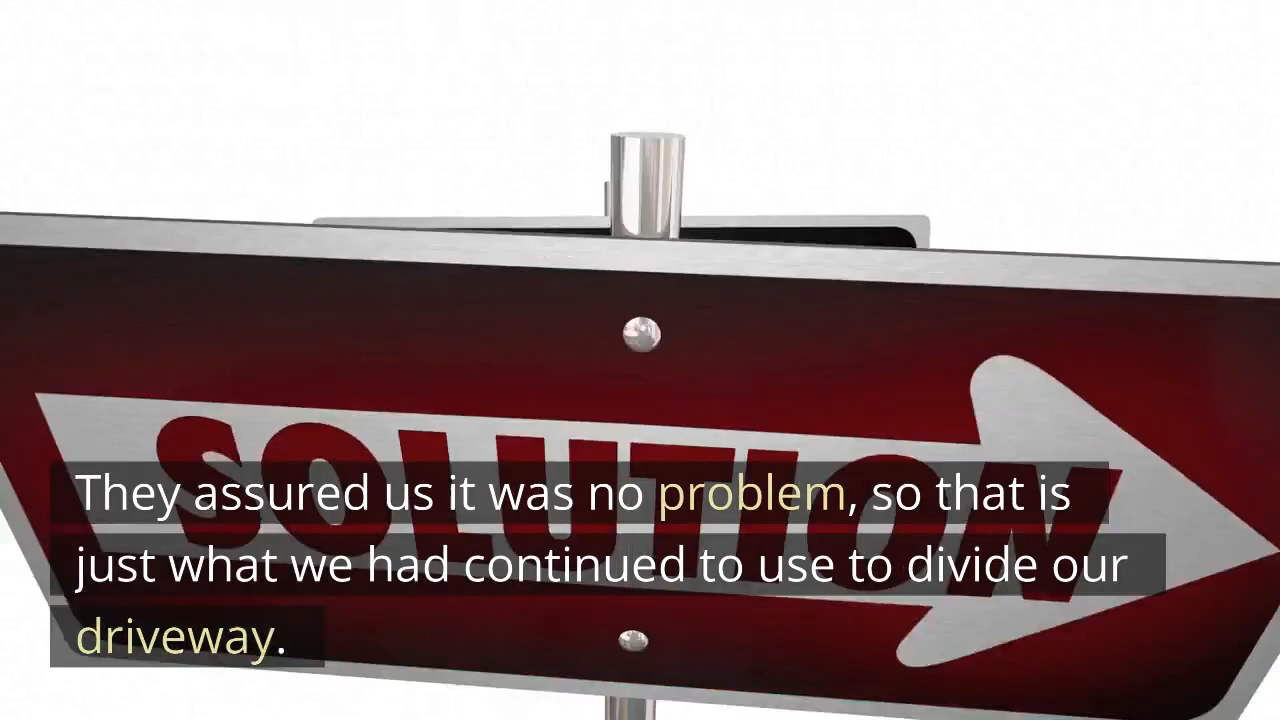 SOLUTION
They assured us it was no problem, so that is
just what we had continued to use to divide our
driveway.